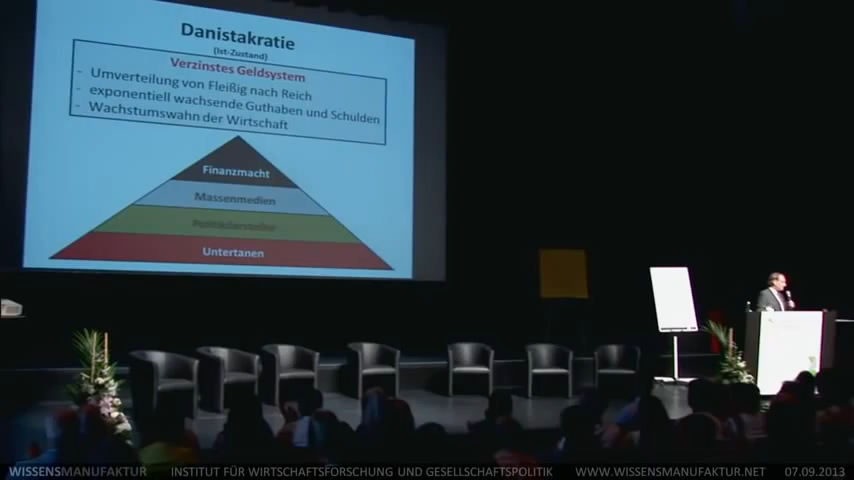 Danistakratie
(Ist-Zustand)
Verzinstes Geldsystem
- Umverteilung von Fleißig nach Reich
- exponentiell wachsende Guthaben und Schulden
- Wachstumswahn der Wirtschaft
Finanzmacht
Massenmedien
Untertanen
WISSENSMANUFAKTUR INSTITUT FÜR WIRTSCHAFTSFORSCHUNG UND GESELLSCHAFTSPOLITIK WWW.WISSENSMANUFAKTUR.NET 07.09.2013